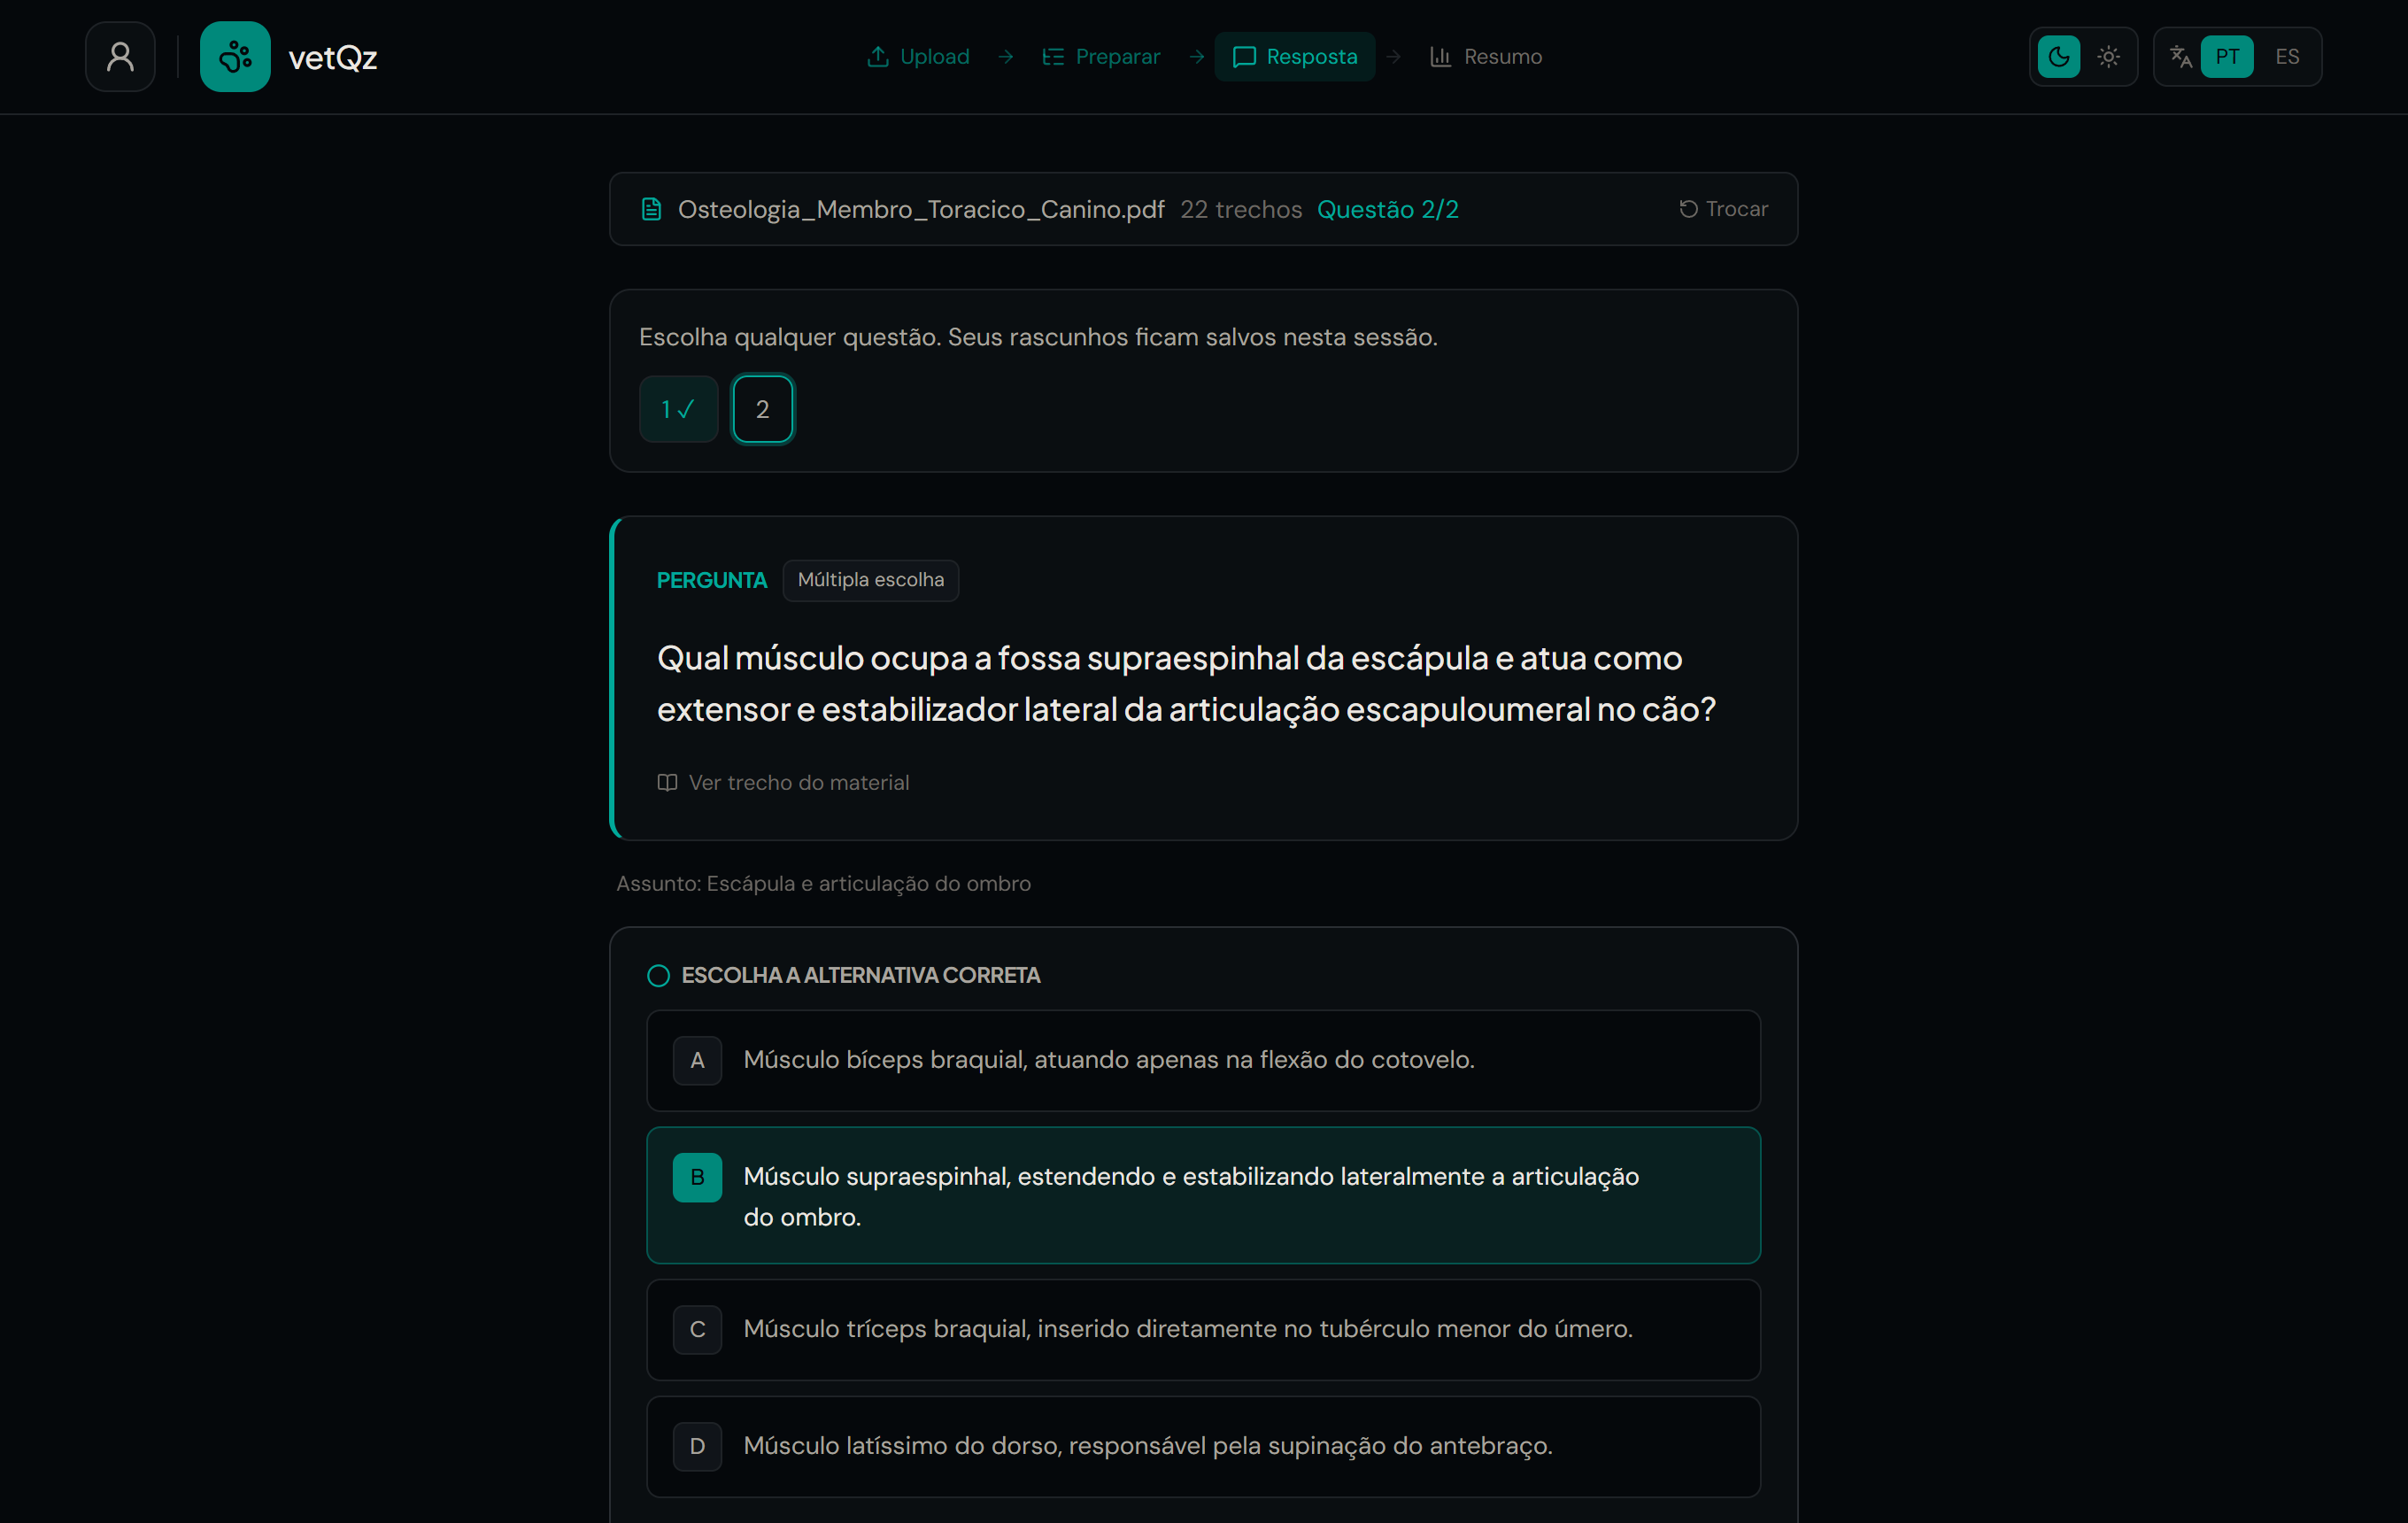 vetQz
Upload
Preparar
Resposta
Resumo
PT
ES
Osteologia_Membro_Toracico_Canino.pdf 22 trechos Questão 2/2
Trocar
Escolha qualquer questão. Seus rascunhos ficam salvos nesta sessão.
1 ✓
2
PERGUNTA
Múltipla escolha
Qual músculo ocupa a fossa supraespinhal da escápula e atua como
extensor e estabilizador lateral da articulação escapuloumeral no cão?
Ver trecho do material
Assunto: Escápula e articulação do ombro
ESCOLHA A ALTERNATIVA CORRETA
A
Músculo bíceps braquial, atuando apenas na flexão do cotovelo.
B
Músculo supraespinhal, estendendo e estabilizando lateralmente a articulação
do ombro.
C
Músculo tríceps braquial, inserido diretamente no tubérculo menor do úmero.
D
Músculo latíssimo do dorso, responsável pela supinação do antebraço.